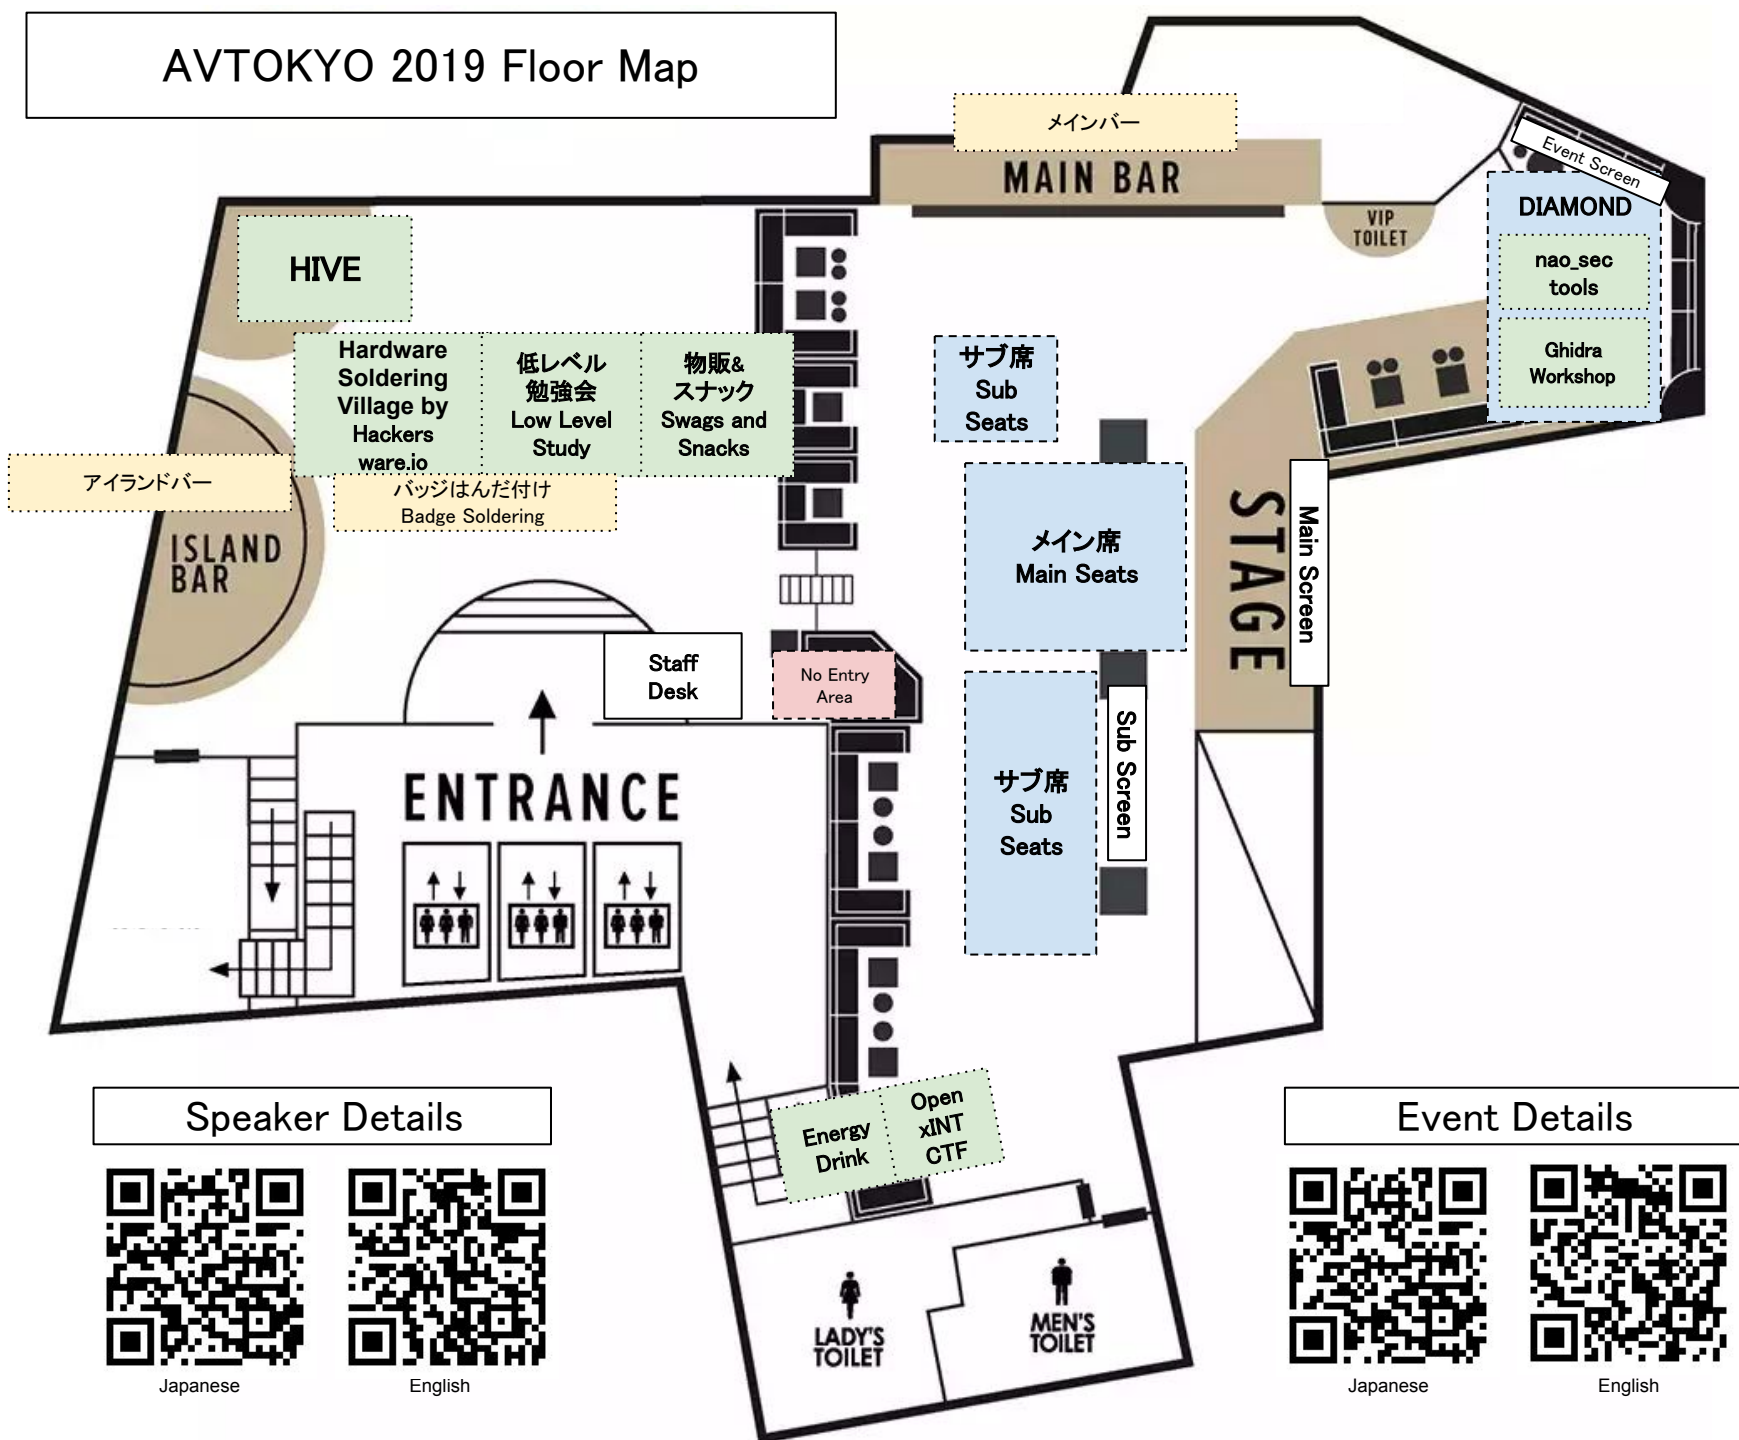 AVTOKYO 2019 Floor Map
メインバー
MAIN BAR
VIP
TOILET
Event Screen
DIAMOND
nao_sec
tools
Ghidra
Workshop
HIVE
Hardware
Soldering
Village by
Hackers
ware.io
低レベル
勉強会
Low Level
Study
物販&
スナック
Swags and
Snacks
サブ席
Sub
Seats
アイランドバー
ISLAND
BAR
バッジはんだ付け
Badge Soldering
メイン席
Main Seats
STAGE
Main Screen
Staff
Desk
No Entry
Area
ENTRANCE
サブ席
Sub
Seats
Sub Screen
Energy
Drink
Open
xINT
CTF
LADY'S
TOILET
MEN'S
TOILET
Speaker Details
Japanese
English
Event Details
Japanese
English